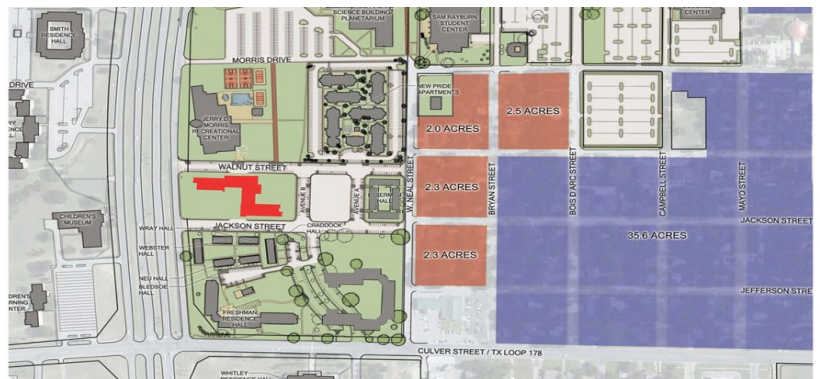 SCIENCE BUILDING
PLANETARIUM
SAM RAYBURN
STUDENT
CENTER
CENTER
SMITH
RESIDENCE
HALL
MORRIS DRIVE
DRIVE
NEW PRIDE
APARTMENTS
2.0 ACRES
2.5 ACRES
JERRY D
MORRIS
RECREATIONAL
CENTER
WALNUT STREET
W. NEAL STREET
BRYAN STREET
BOIS D ARC STREET
CAMPBELL STREET
MAYO STREET
2.3 ACRES
AVENUE B
AVENUE A
HALL
CHILDREN'S
MUSEUM
JACKSON STREET
JACKSON STREET
WRAY HALL
CRADDOCK
HALL
WEBSTER
HALL
35.6 ACRES
2.3 ACRES
NEU HALL
BLEDSOE
HALL
JEFFERSON STRE
FRESHMAN
RESIDENCE
HALL
CULVER STREET / TX LOOP 178
WHITLEY